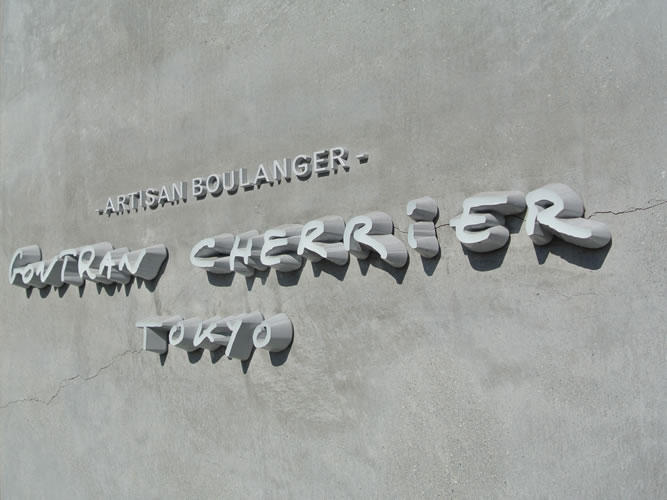 -ARTISAN BOULANGER-
GONTRAN CHERRiER
TOKYO